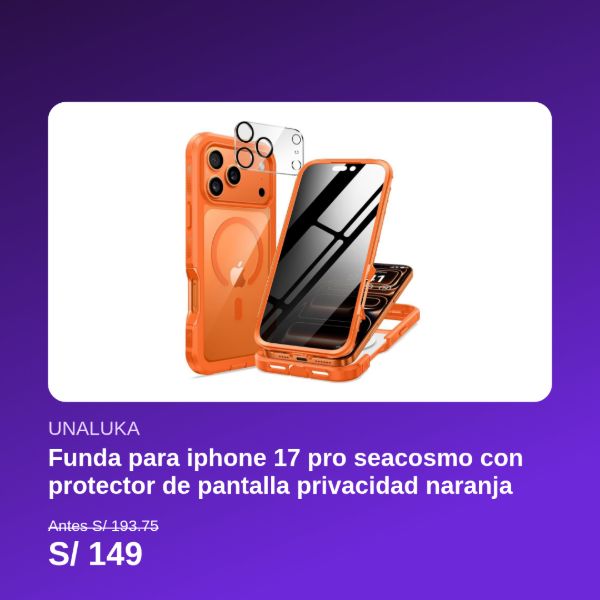 UNALUKA
Funda para iphone 17 pro seacosmo con
protector de pantalla privacidad naranja
Antes S/ 193.75
S/ 149